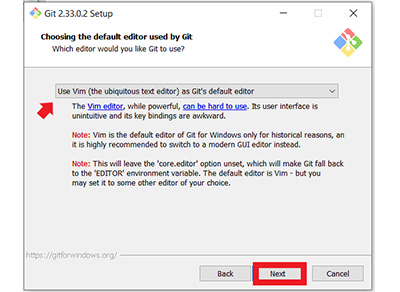 Git 2.33.0.2 Setup
Choosing the default editor used by Git
Which editor would you like Git to use?
Use Vim (the ubiquitous text editor) as Git's default editor
The Vim editor, while powerful, can be hard to use. Its user interface is
unintuitive and its key bindings are awkward.
Note: Vim is the default editor of Git for Windows only for historical reasons, an
it is highly recommended to switch to a modern GUI editor instead.
Note: This will leave the 'core.editor' option unset, which will make Git fall back
to the 'EDITOR' environment variable. The default editor is Vim - but you
may set it to some other editor of your choice.
https://gitforwindows.org/
Back
Next
Cancel